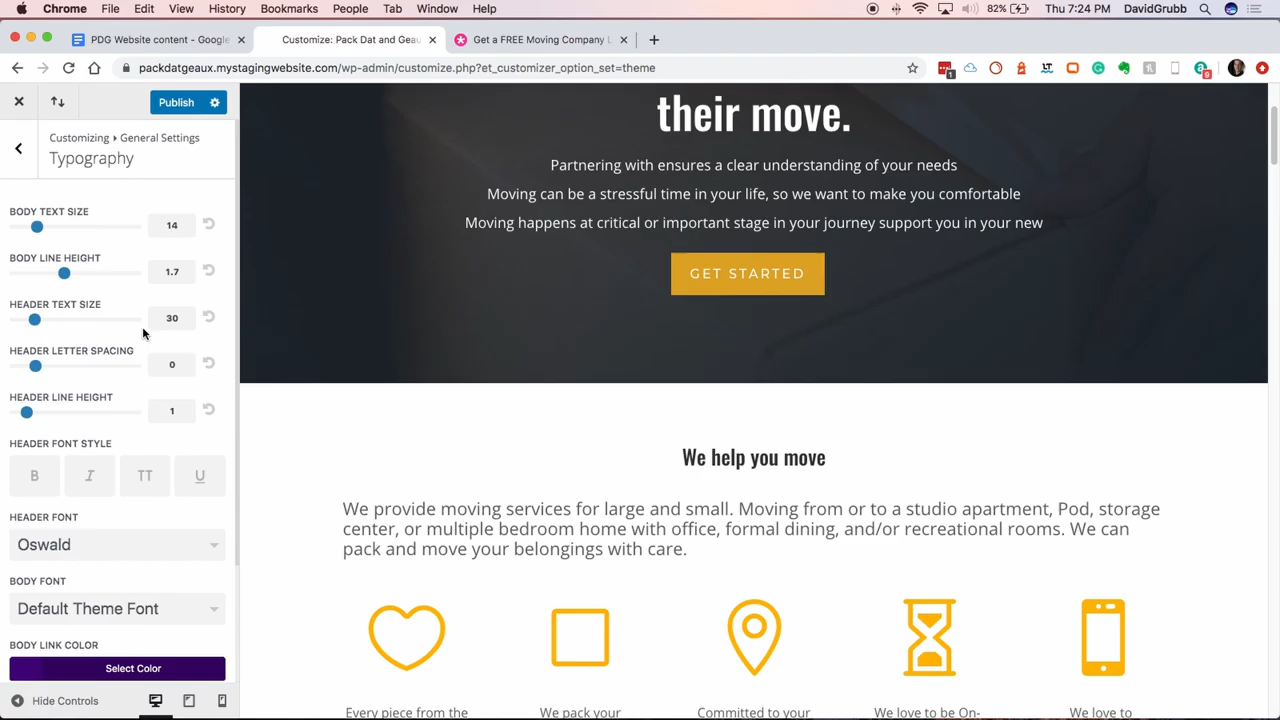 Chrome File Edit View History Bookmarks People Tab Window Help 82% Thu 7:24 PM DavidGrubb
PDG Website content - Google
Customize: Pack Dat and Geau
Get a FREE Moving Company L
packdatgeaux.mystagingwebsite.com/wp-admin/customize.php?et_customizer_option_set=theme
Publish
Customizing General Settings
Typography
BODY TEXT SIZE
14
BODY LINE HEIGHT
1.7
HEADER TEXT SIZE
30
HEADER LETTER SPACING
0
HEADER LINE HEIGHT
1
HEADER FONT STYLE
B I TT U
HEADER FONT
Oswald
BODY FONT
Default Theme Font
BODY LINK COLOR
Select Color
Hide Controls
their move.
Partnering with ensures a clear understanding of your needs
Moving can be a stressful time in your life, so we want to make you comfortable
Moving happens at critical or important stage in your journey support you in your new
GET STARTED
We help you move
We provide moving services for large and small. Moving from or to a studio apartment, Pod, storage
center, or multiple bedroom home with office, formal dining, and/or recreational rooms. We can
pack and move your belongings with care.
Every piece from the
We pack your
Committed to your
We love to be On-
We love to